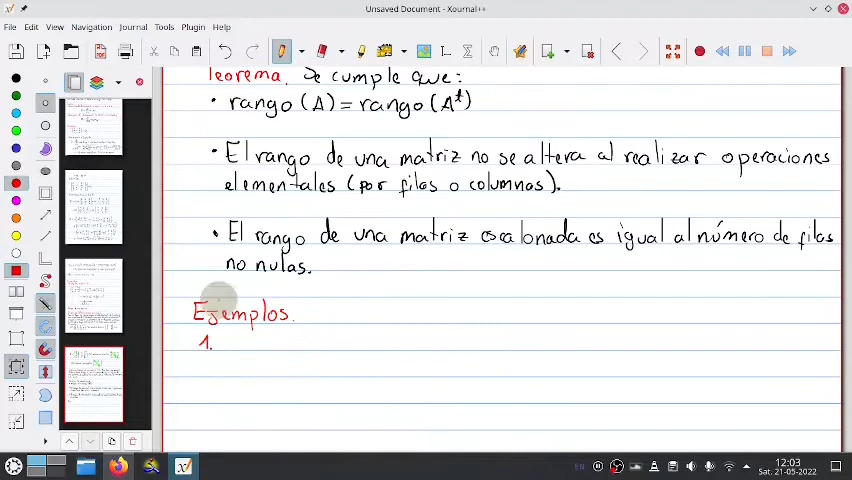 Unsaved Document - Xournal++
File Edit View Navigation Journal Tools Plugin Help
Teorema. Se cumple que:
• rango (A) = rango (Aᵗ)
• El rango de una matriz no se altera al realizar operaciones
elementales (por filas o columnas).
• El rango de una matriz escalonada es igual al número de filas
no nulas.
Ejemplos.
1.
EN
12:03
Sat. 21-05-2022